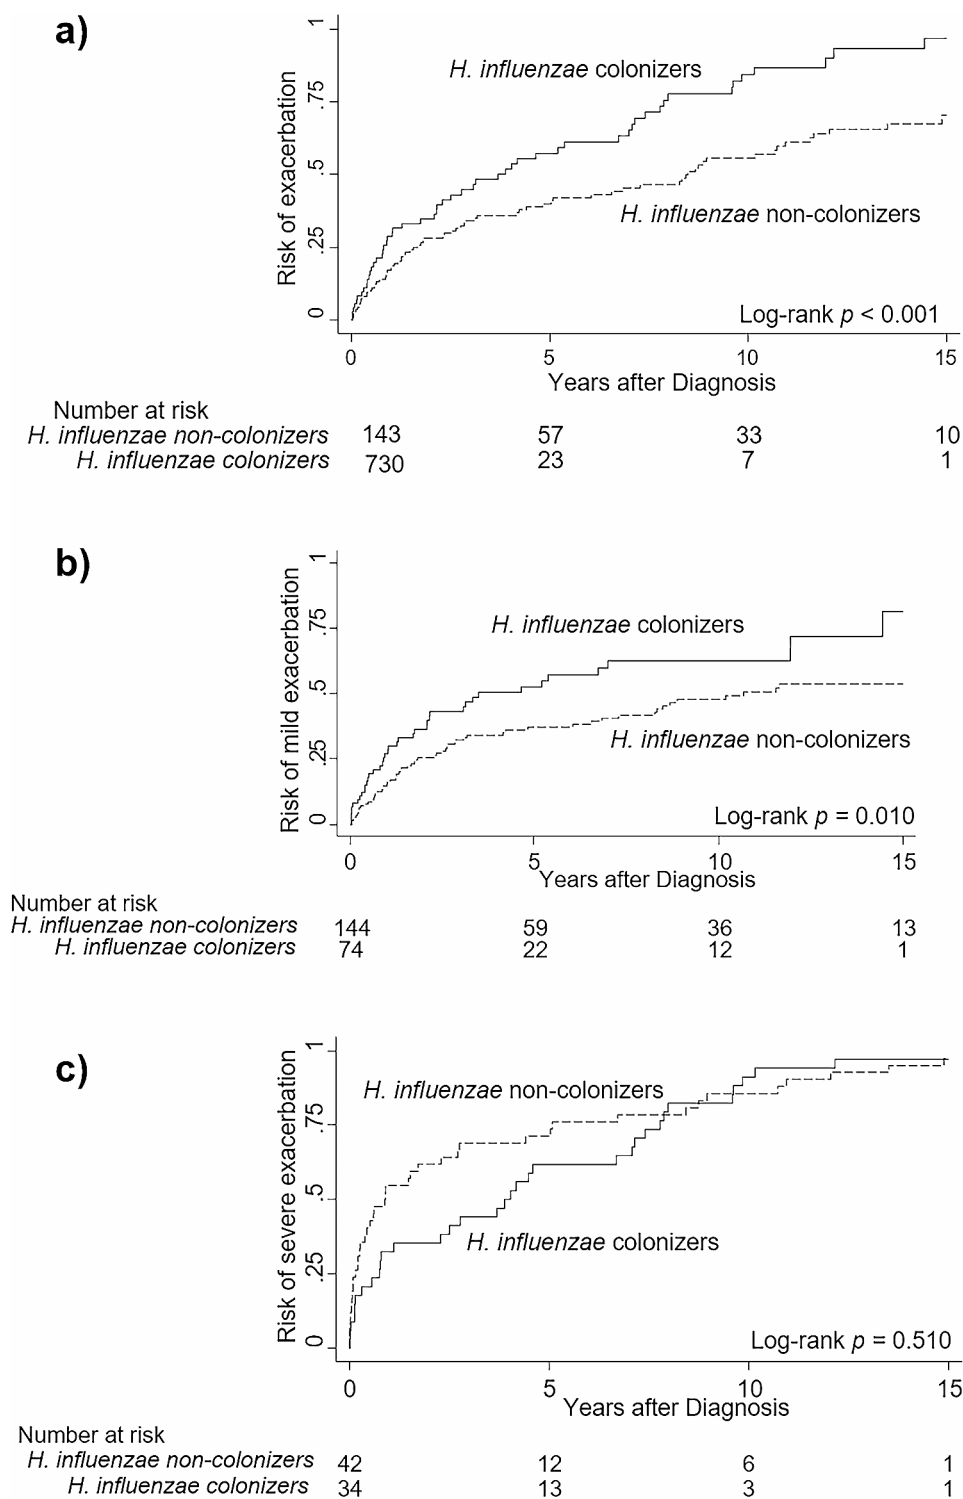 a)
Risk of exacerbation
1
.75
.5
.25
0
H. influenzae colonizers
H. influenzae non-colonizers
Log-rank p < 0.001
0 5 10 15
Years after Diagnosis
Number at risk
H. influenzae non-colonizers 143 57 33 10
H. influenzae colonizers 730 23 7 1
b)
Risk of mild exacerbation
1
.75
.5
.25
0
H. influenzae colonizers
H. influenzae non-colonizers
Log-rank p = 0.010
0 5 10 15
Years after Diagnosis
Number at risk
H. influenzae non-colonizers 144 59 36 13
H. influenzae colonizers 74 22 12 1
c)
Risk of severe exacerbation
1
.75
.5
.25
0
H. influenzae non-colonizers
H. influenzae colonizers
Log-rank p = 0.510
0 5 10 15
Years after Diagnosis
Number at risk
H. influenzae non-colonizers 42 12 6 1
H. influenzae colonizers 34 13 3 1